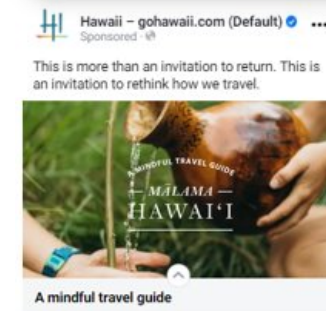 Hawaii – gohawaii.com (Default)
Sponsored ·
This is more than an invitation to return. This is
an invitation to rethink how we travel.
A MINDFUL TRAVEL GUIDE
MĀLAMA
HAWAIʻI
A mindful travel guide